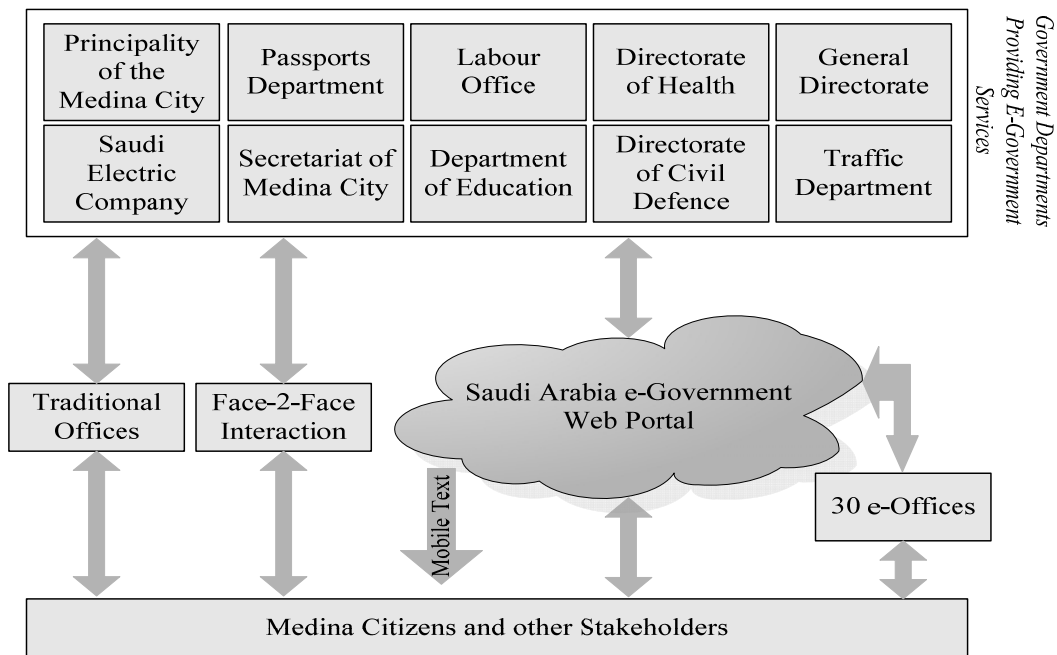 Principality
of the
Medina City
Passports
Department
Labour
Office
Directorate
of Health
General
Directorate
Saudi
Electric
Company
Secretariat of
Medina City
Department
of Education
Directorate
of Civil
Defence
Traffic
Department
Government Departments
Providing E-Government
Services
Traditional
Offices
Face-2-Face
Interaction
Saudi Arabia e-Government
Web Portal
Mobile Text
30 e-Offices
Medina Citizens and other Stakeholders